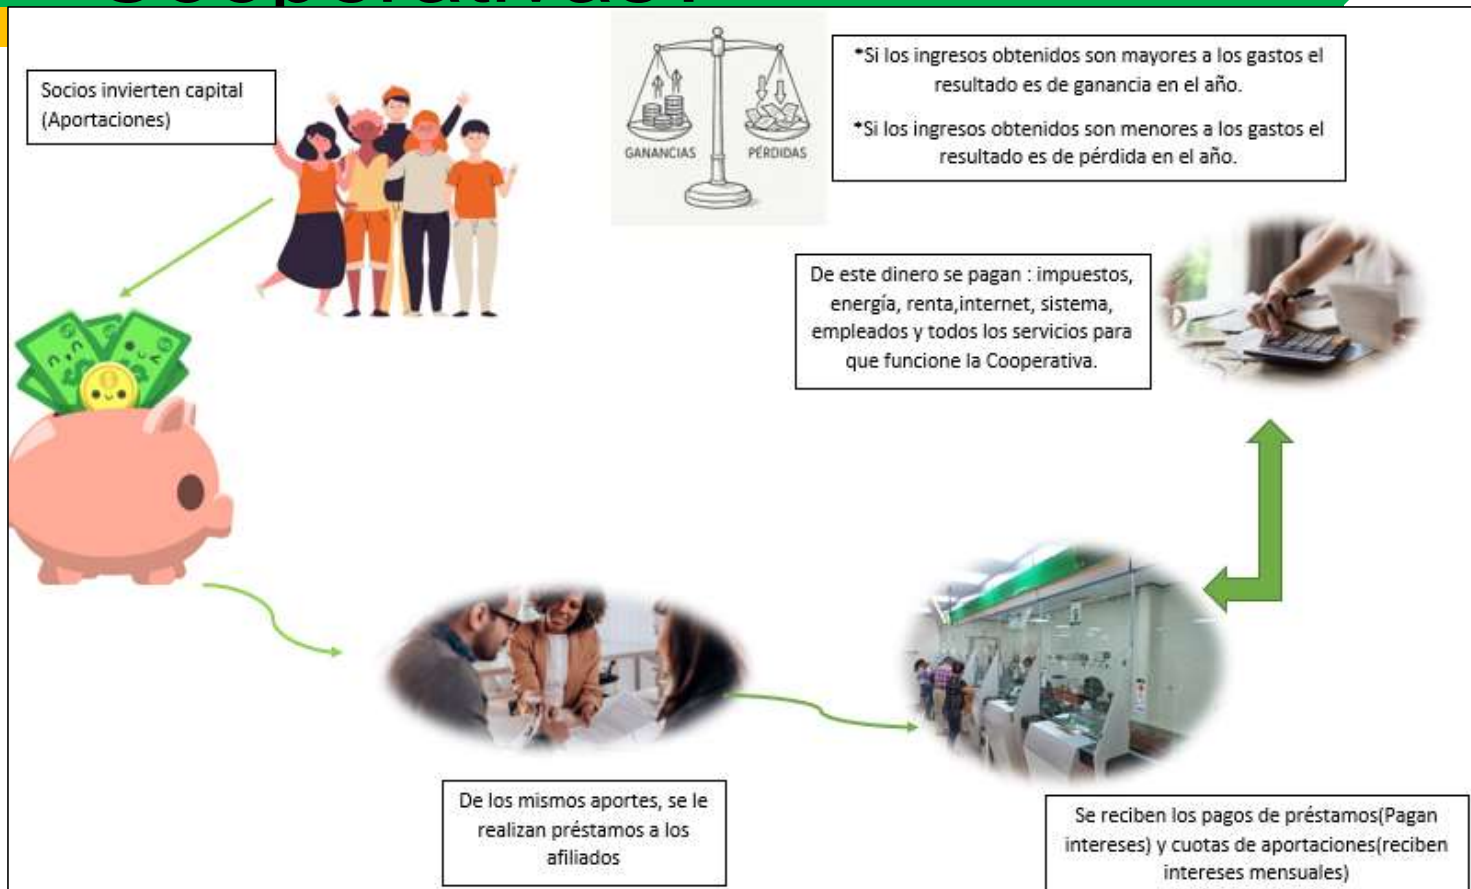 Cooperativas?
Socios invierten capital
(Aportaciones)
GANANCIAS
PÉRDIDAS
*Si los ingresos obtenidos son mayores a los gastos el
resultado es de ganancia en el año.
*Si los ingresos obtenidos son menores a los gastos el
resultado es de pérdida en el año.
De este dinero se pagan : impuestos,
energía, renta,internet, sistema,
empleados y todos los servicios para
que funcione la Cooperativa.
De los mismos aportes, se le
realizan préstamos a los
afiliados
Se reciben los pagos de préstamos(Pagan
intereses) y cuotas de aportaciones(reciben
intereses mensuales)